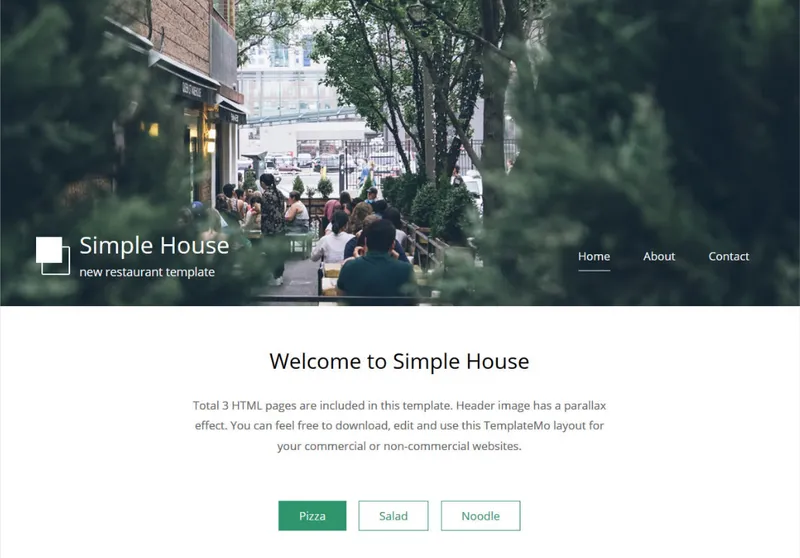 Simple House
new restaurant template
Home About Contact
Welcome to Simple House
Total 3 HTML pages are included in this template. Header image has a parallax
effect. You can feel free to download, edit and use this TemplateMo layout for
your commercial or non-commercial websites.
Pizza Salad Noodle